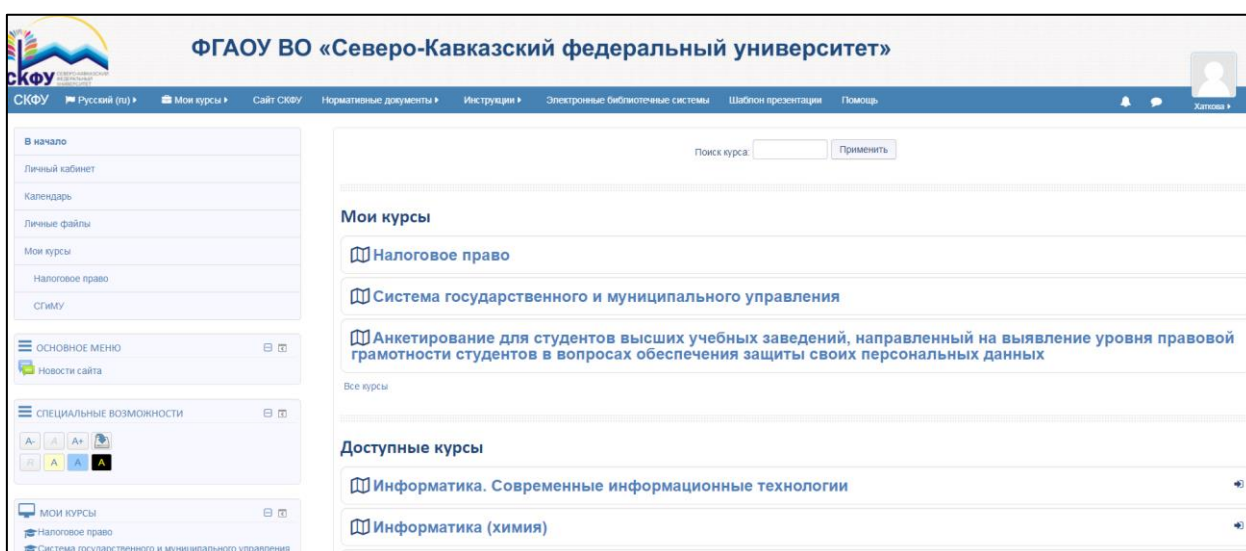 СКФУ
СЕВЕРО-КАВКАЗСКИЙ
ФЕДЕРАЛЬНЫЙ
УНИВЕРСИТЕТ
ФГАОУ ВО «Северо-Кавказский федеральный университет»
СКФУ Русский (ru) Мои курсы Сайт СКФУ Нормативные документы Инструкции Электронные библиотечные системы Шаблон презентации Помощь Хаткова
В начало
Личный кабинет
Календарь
Личные файлы
Мои курсы
Налоговое право
СГиМУ
ОСНОВНОЕ МЕНЮ
Новости сайта
СПЕЦИАЛЬНЫЕ ВОЗМОЖНОСТИ
A- A A+
R A A A
МОИ КУРСЫ
Налоговое право
Система государственного и муниципального управления
Поиск курса: Применить
Мои курсы
Налоговое право
Система государственного и муниципального управления
Анкетирование для студентов высших учебных заведений, направленный на выявление уровня правовой
грамотности студентов в вопросах обеспечения защиты своих персональных данных
Все курсы
Доступные курсы
Информатика. Современные информационные технологии
Информатика (химия)